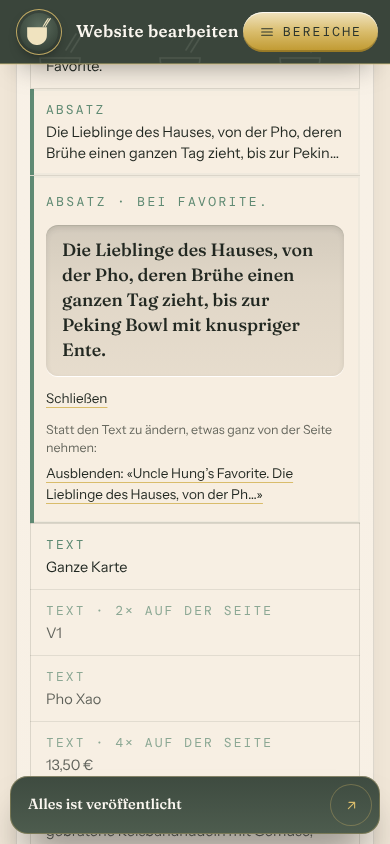 Website bearbeiten
BEREICHE
Favorite.
ABSATZ
Die Lieblinge des Hauses, von der Pho, deren
Brühe einen ganzen Tag zieht, bis zur Pekin...
ABSATZ · BEI FAVORITE.
Die Lieblinge des Hauses, von
der Pho, deren Brühe einen
ganzen Tag zieht, bis zur
Peking Bowl mit knuspriger
Ente.
Schließen
Statt den Text zu ändern, etwas ganz von der Seite
nehmen:
Ausblenden: «Uncle Hung’s Favorite. Die
Lieblinge des Hauses, von der Ph…»
TEXT
Ganze Karte
TEXT · 2× AUF DER SEITE
V1
TEXT
Pho Xao
TEXT · 4× AUF DER SEITE
13,50 €
Alles ist veröffentlicht